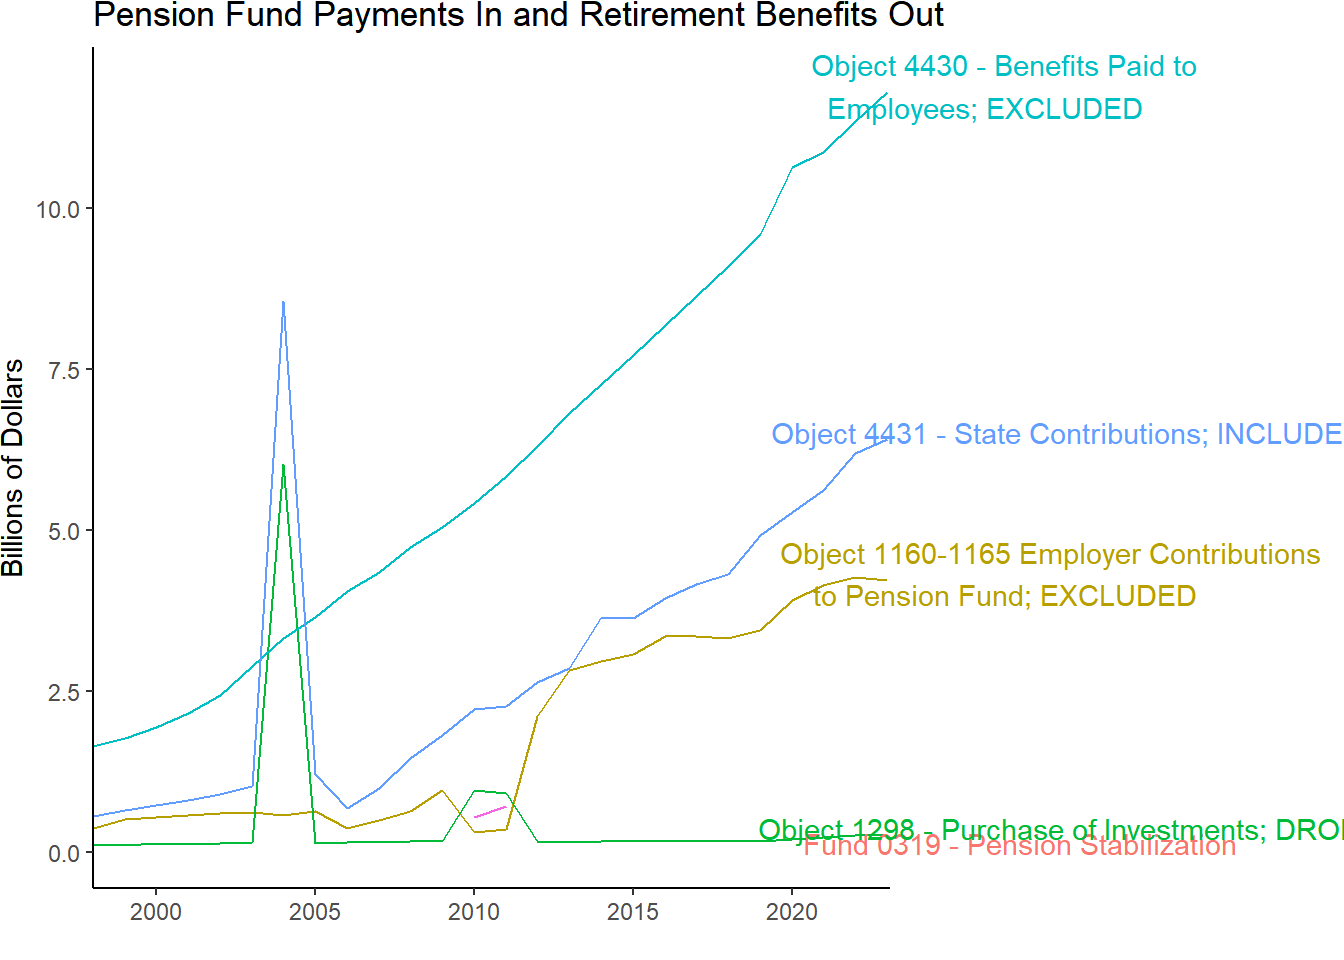 Pension Fund Payments In and Retirement Benefits Out
Billions of Dollars
10.0
7.5
5.0
2.5
0.0
2000
2005
2010
2015
2020
Object 4430 - Benefits Paid to
Employees; EXCLUDED
Object 4431 - State Contributions; INCLUDE
Object 1160-1165 Employer Contributions
to Pension Fund; EXCLUDED
Object 1298 - Purchase of Investments; DRO
Fund 0319 - Pension Stabilization